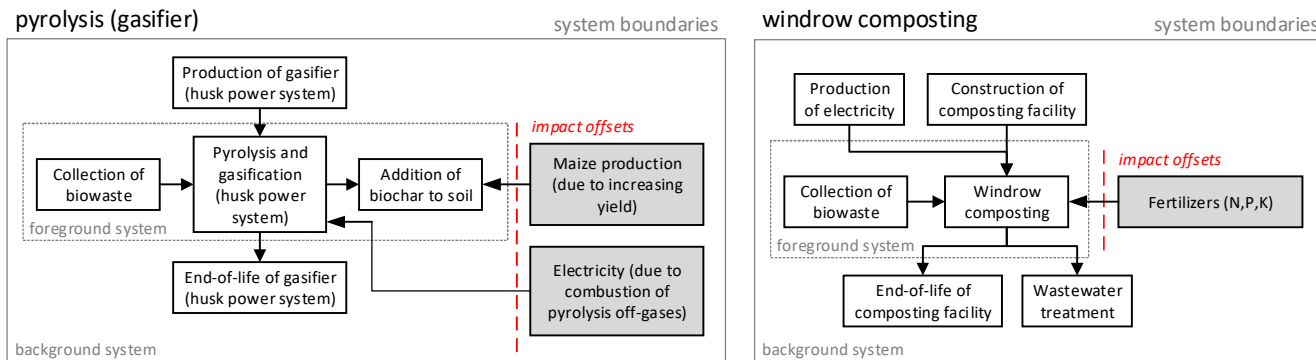 pyrolysis (gasifier)
system boundaries
Production of gasifier
(husk power system)
impact offsets
Collection of
biowaste
Pyrolysis and
gasification
(husk power
system)
Addition of
biochar to soil
Maize production
(due to increasing
yield)
foreground system
End-of-life of gasifier
(husk power system)
Electricity (due to
combustion of
pyrolysis off-gases)
background system
windrow composting
system boundaries
Production
of electricity
Construction of
composting facility
impact offsets
Collection of
biowaste
Windrow
composting
Fertilizers (N,P,K)
foreground system
End-of-life of
composting facility
Wastewater
treatment
background system